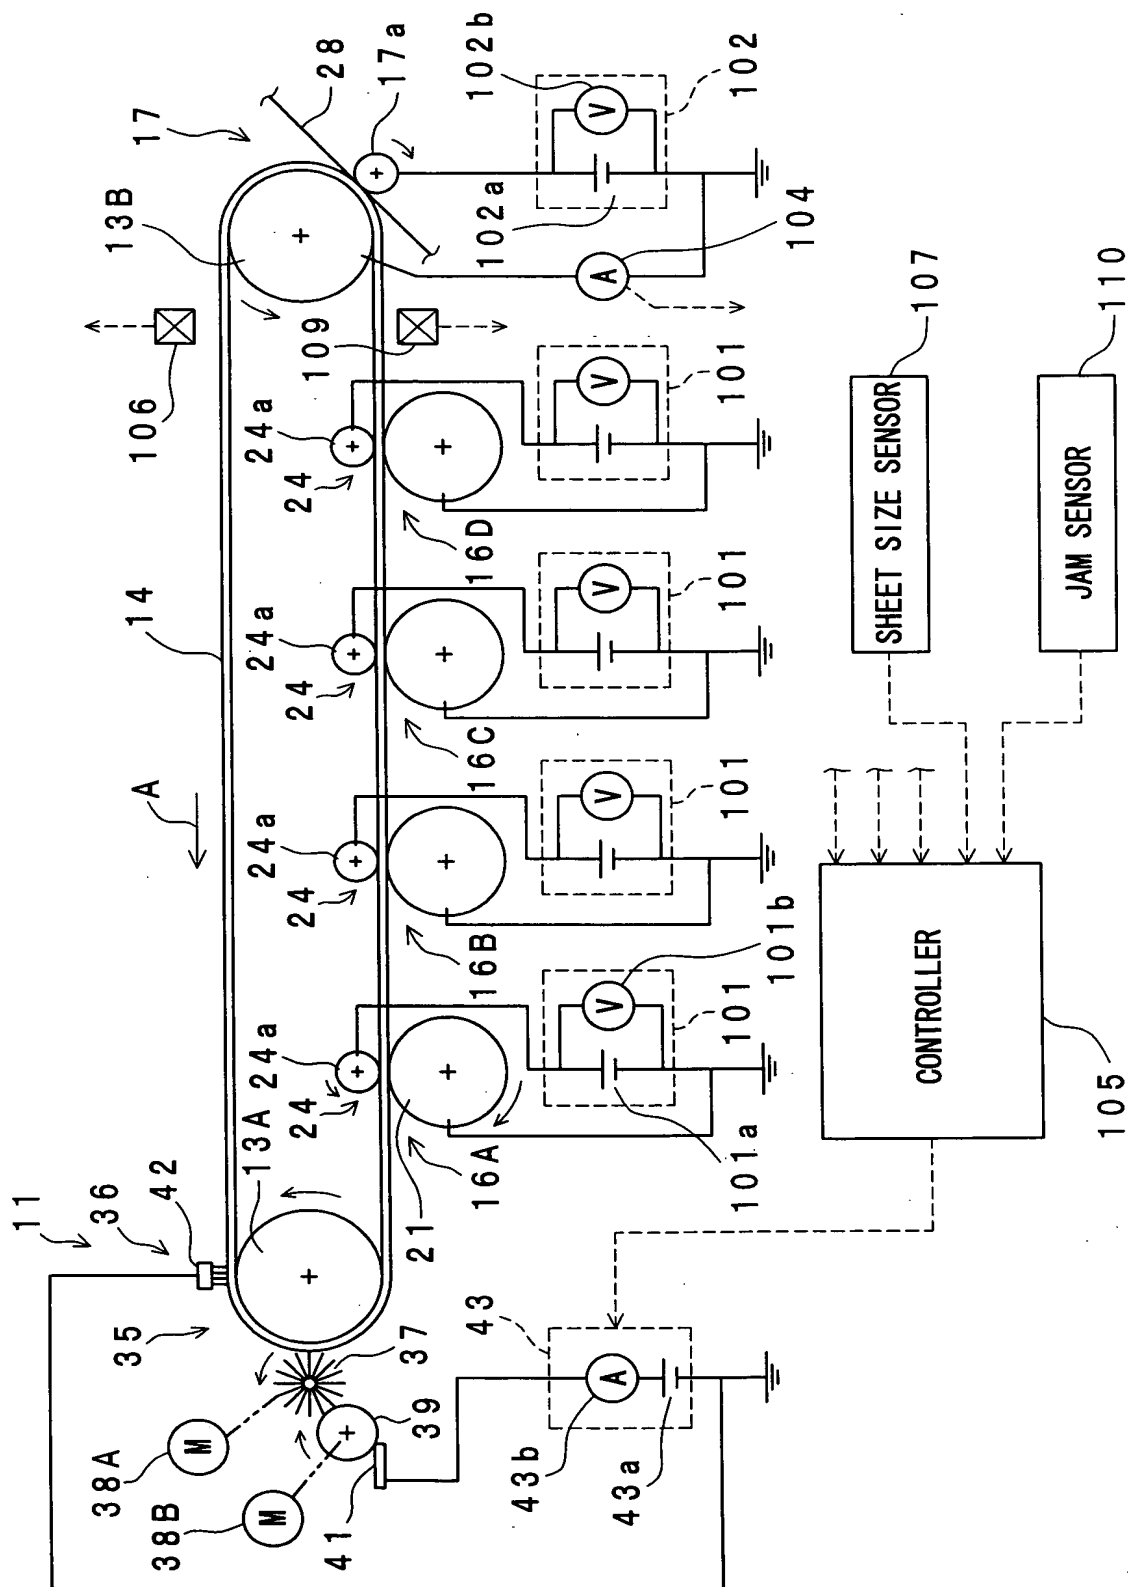 11
36
42
35
13A
14
A
106
13B
17
28
17a
102b
102
102a
104
V
A
109
24a
24
24a
24
24a
24
24a
24
16D
16C
16B
16A
21
V
101
V
101
V
101
V
101b
101
101a
37
39
38A
M
38B
M
41
43
A
43b
43a
CONTROLLER
105
SHEET SIZE SENSOR
107
JAM SENSOR
110